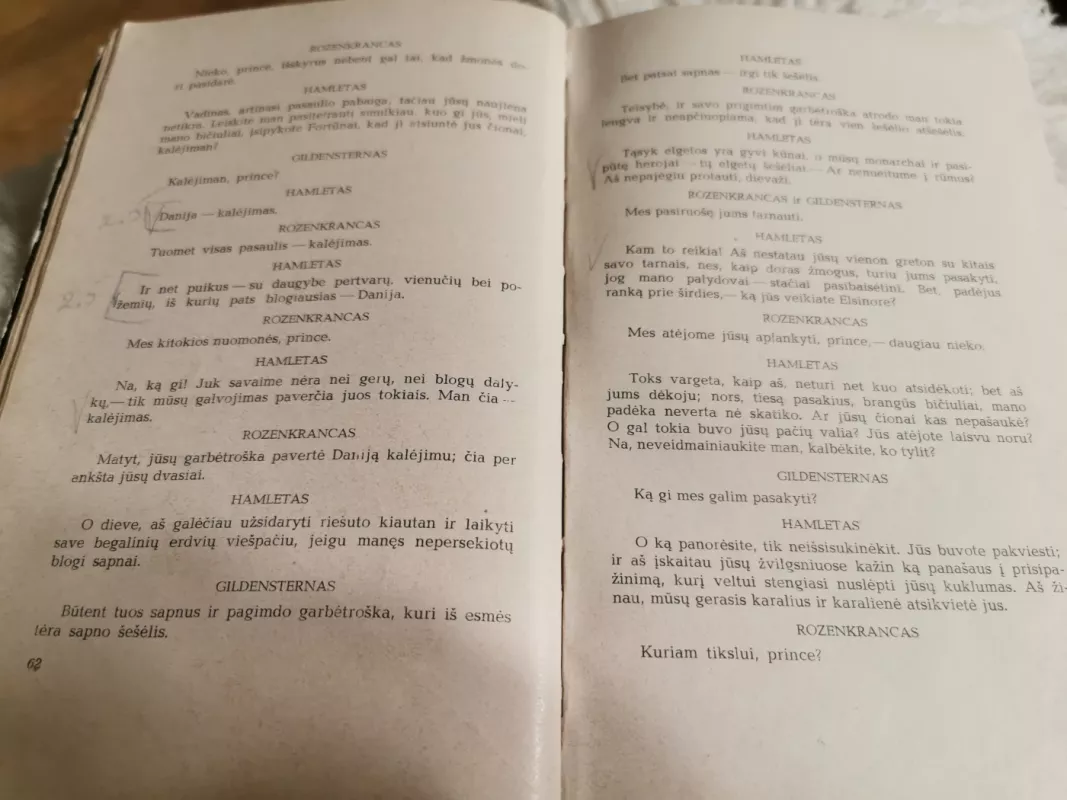 ROZENKRANCAS
Nieko, prince, išskyrus nebent gal tai, kad žmonės do-
ri pasidarė.
HAMLETAS
Vadinas, artinasi pasaulio pabaiga, tačiau jūsų naujiena
netikra. Leiskite man pasiteirauti smulkiau, kuo gi jūs, mieli
mano bičiuliai, įsipykote Fortūnai, kad ji atsiuntė jus čionai,
kalėjiman?
GILDENSTERNAS
Kalėjiman, prince?
HAMLETAS
Danija — kalėjimas.
ROZENKRANCAS
Tuomet visas pasaulis — kalėjimas.
HAMLETAS
Ir net puikus — su daugybe pertvarų, vienučių bei po-
žemių, iš kurių pats blogiausias — Danija.
ROZENKRANCAS
Mes kitokios nuomonės, prince.
HAMLETAS
Na, ką gi! Juk savaime nėra nei gerų, nei blogų daly-
kų,— tik mūsų galvojimas paverčia juos tokiais. Man čia —
kalėjimas.
ROZENKRANCAS
Matyt, jūsų garbėtroška pavertė Daniją kalėjimu; čia per
ankšta jūsų dvasiai.
HAMLETAS
O dieve, aš galėčiau užsidaryti riešuto kiautan ir laikyti
save begalinių erdvių viešpačiu, jeigu manęs nepersekiotų
blogi sapnai.
GILDENSTERNAS
Būtent tuos sapnus ir pagimdo garbėtroška, kuri iš esmės
tėra sapno šešėlis.
62
HAMLETAS
Bet patsai sapnas — irgi tik šešėlis.
ROZENKRANCAS
Teisybė, ir savo prigimtim garbėtroška atrodo man tokia
lengva ir neapčiuopiama, kad ji tėra vien šešėlio atšešėlis.
HAMLETAS
Tąsyk elgetos yra gyvi kūnai, o mūsų monarchai ir pasi-
pūtę herojai — tų elgetų šešėliai.— Ar nenueitume į rūmus?
Aš nepajėgiu protauti, dievaži.
ROZENKRANCAS ir GILDENSTERNAS
Mes pasiruošę jums tarnauti.
HAMLETAS
Kam to reikia! Aš nestatau jūsų vienon greton su kitais
savo tarnais, nes, kaip doras žmogus, turiu jums pasakyti,
jog mano palydovai — stačiai pasibaisėtini. Bet, padėjus
ranką prie širdies,— ką jūs veikiate Elsinore?
ROZENKRANCAS
Mes atėjome jūsų aplankyti, prince,— daugiau nieko.
HAMLETAS
Toks vargeta, kaip aš, neturi net kuo atsidėkoti; bet aš
jums dėkoju; nors, tiesą pasakius, brangūs bičiuliai, mano
padėka neverta nė skatiko. Ar jūsų čionai kas nepašaukė?
O gal tokia buvo jūsų pačių valia? Jūs atėjote laisvu noru?
Na, neveidmainiaukite man, kalbėkite, ko tylit?
GILDENSTERNAS
Ką gi mes galim pasakyti?
HAMLETAS
O ką panorėsite, tik neišsisukinėkit. Jūs buvote pakviesti;
ir aš įskaitau jūsų žvilgsniuose kažin ką panašaus į prisipa-
žinimą, kurį veltui stengiasi nuslėpti jūsų kuklumas. Aš ži-
nau, mūsų gerasis karalius ir karalienė atsikvietė jus.
ROZENKRANCAS
Kuriam tikslui, prince?